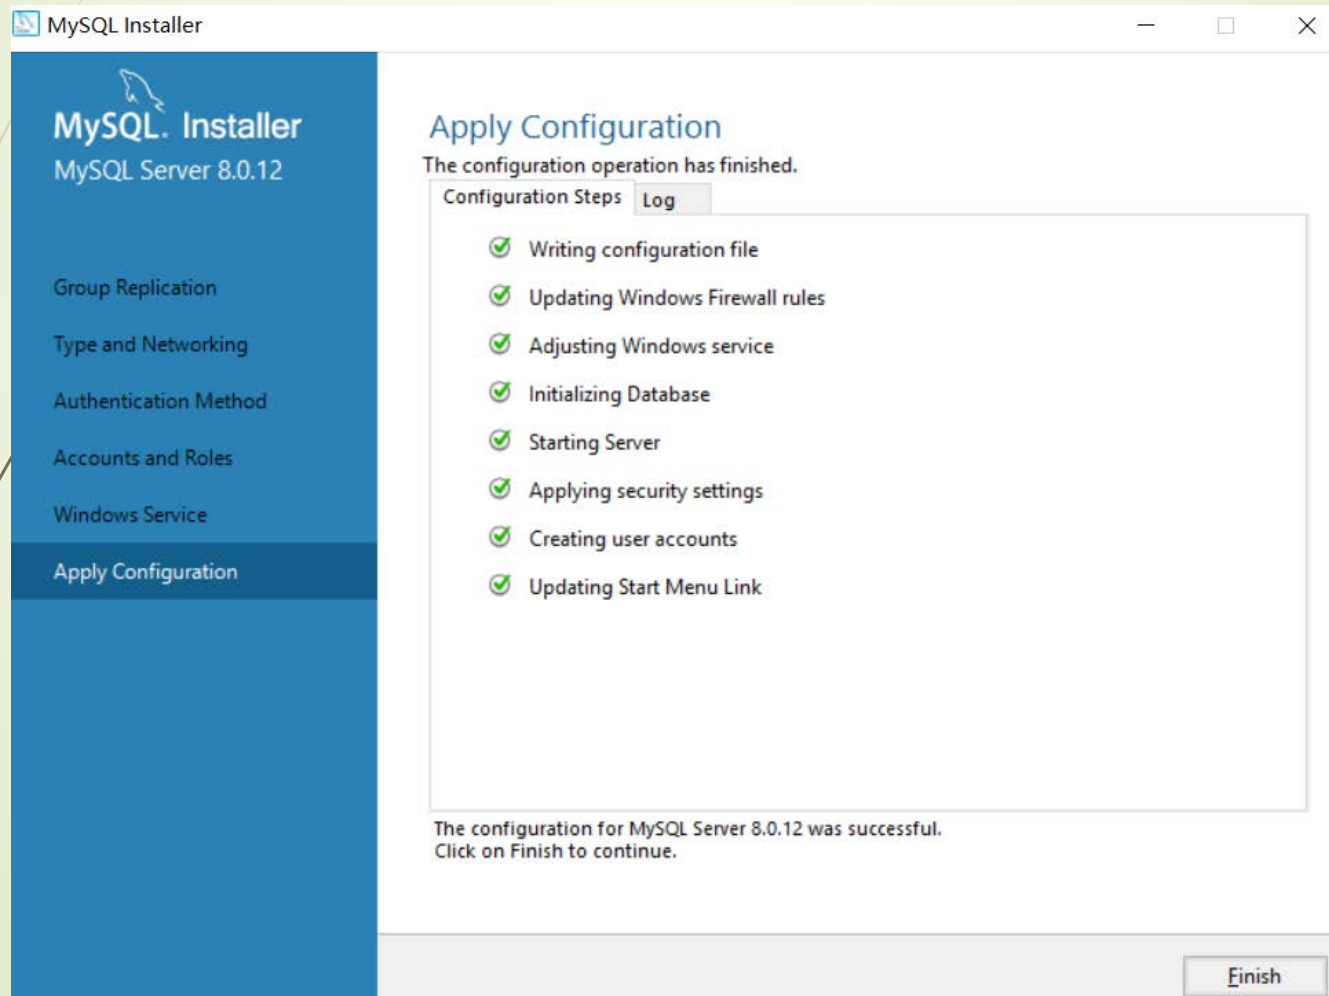 MySQL Installer
MySQL. Installer
MySQL Server 8.0.12
Group Replication
Type and Networking
Authentication Method
Accounts and Roles
Windows Service
Apply Configuration
Apply Configuration
The configuration operation has finished.
Configuration Steps Log
Writing configuration file
Updating Windows Firewall rules
Adjusting Windows service
Initializing Database
Starting Server
Applying security settings
Creating user accounts
Updating Start Menu Link
The configuration for MySQL Server 8.0.12 was successful.
Click on Finish to continue.
Finish